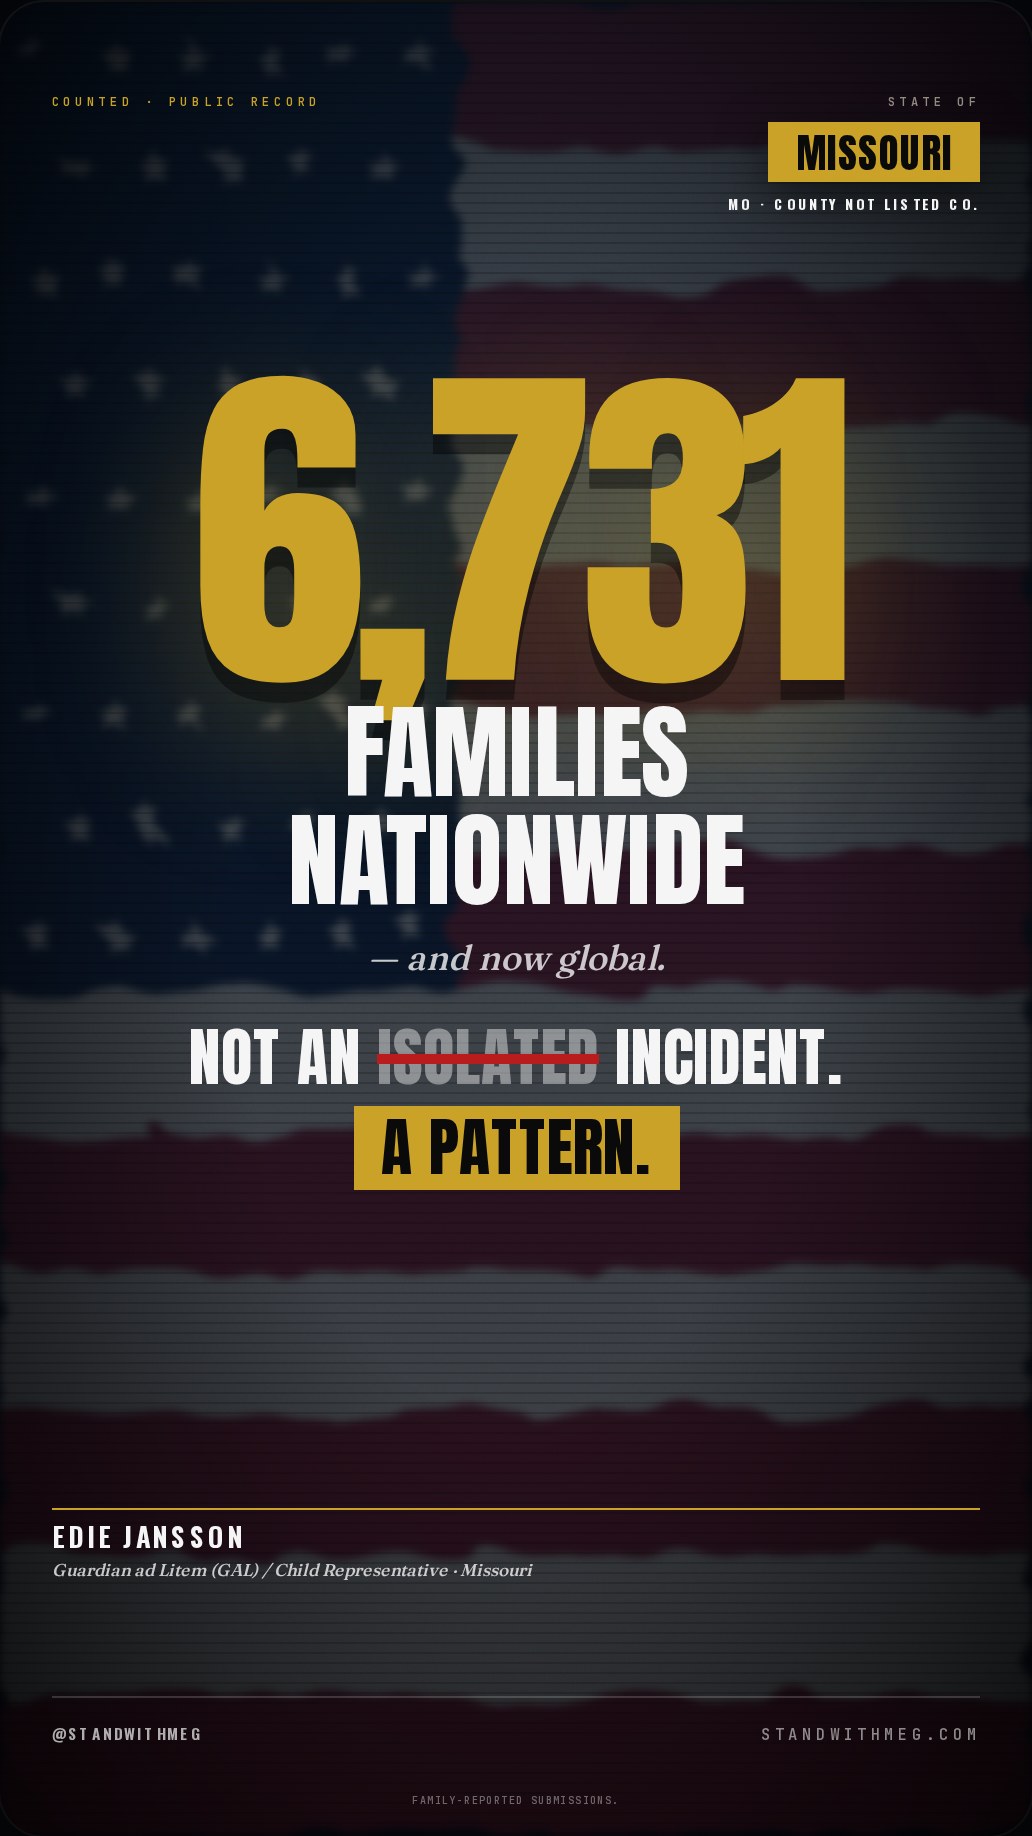 COUNTED · PUBLIC RECORD
STATE OF
MISSOURI
MO · COUNTY NOT LISTED CO.
6,731
FAMILIES
NATIONWIDE
— and now global.
NOT AN ISOLATED INCIDENT.
A PATTERN.
EDIE JANSSON
Guardian ad Litem (GAL) / Child Representative · Missouri
@STANDWITHMEG
STANDWITHMEG.COM
FAMILY-REPORTED SUBMISSIONS.